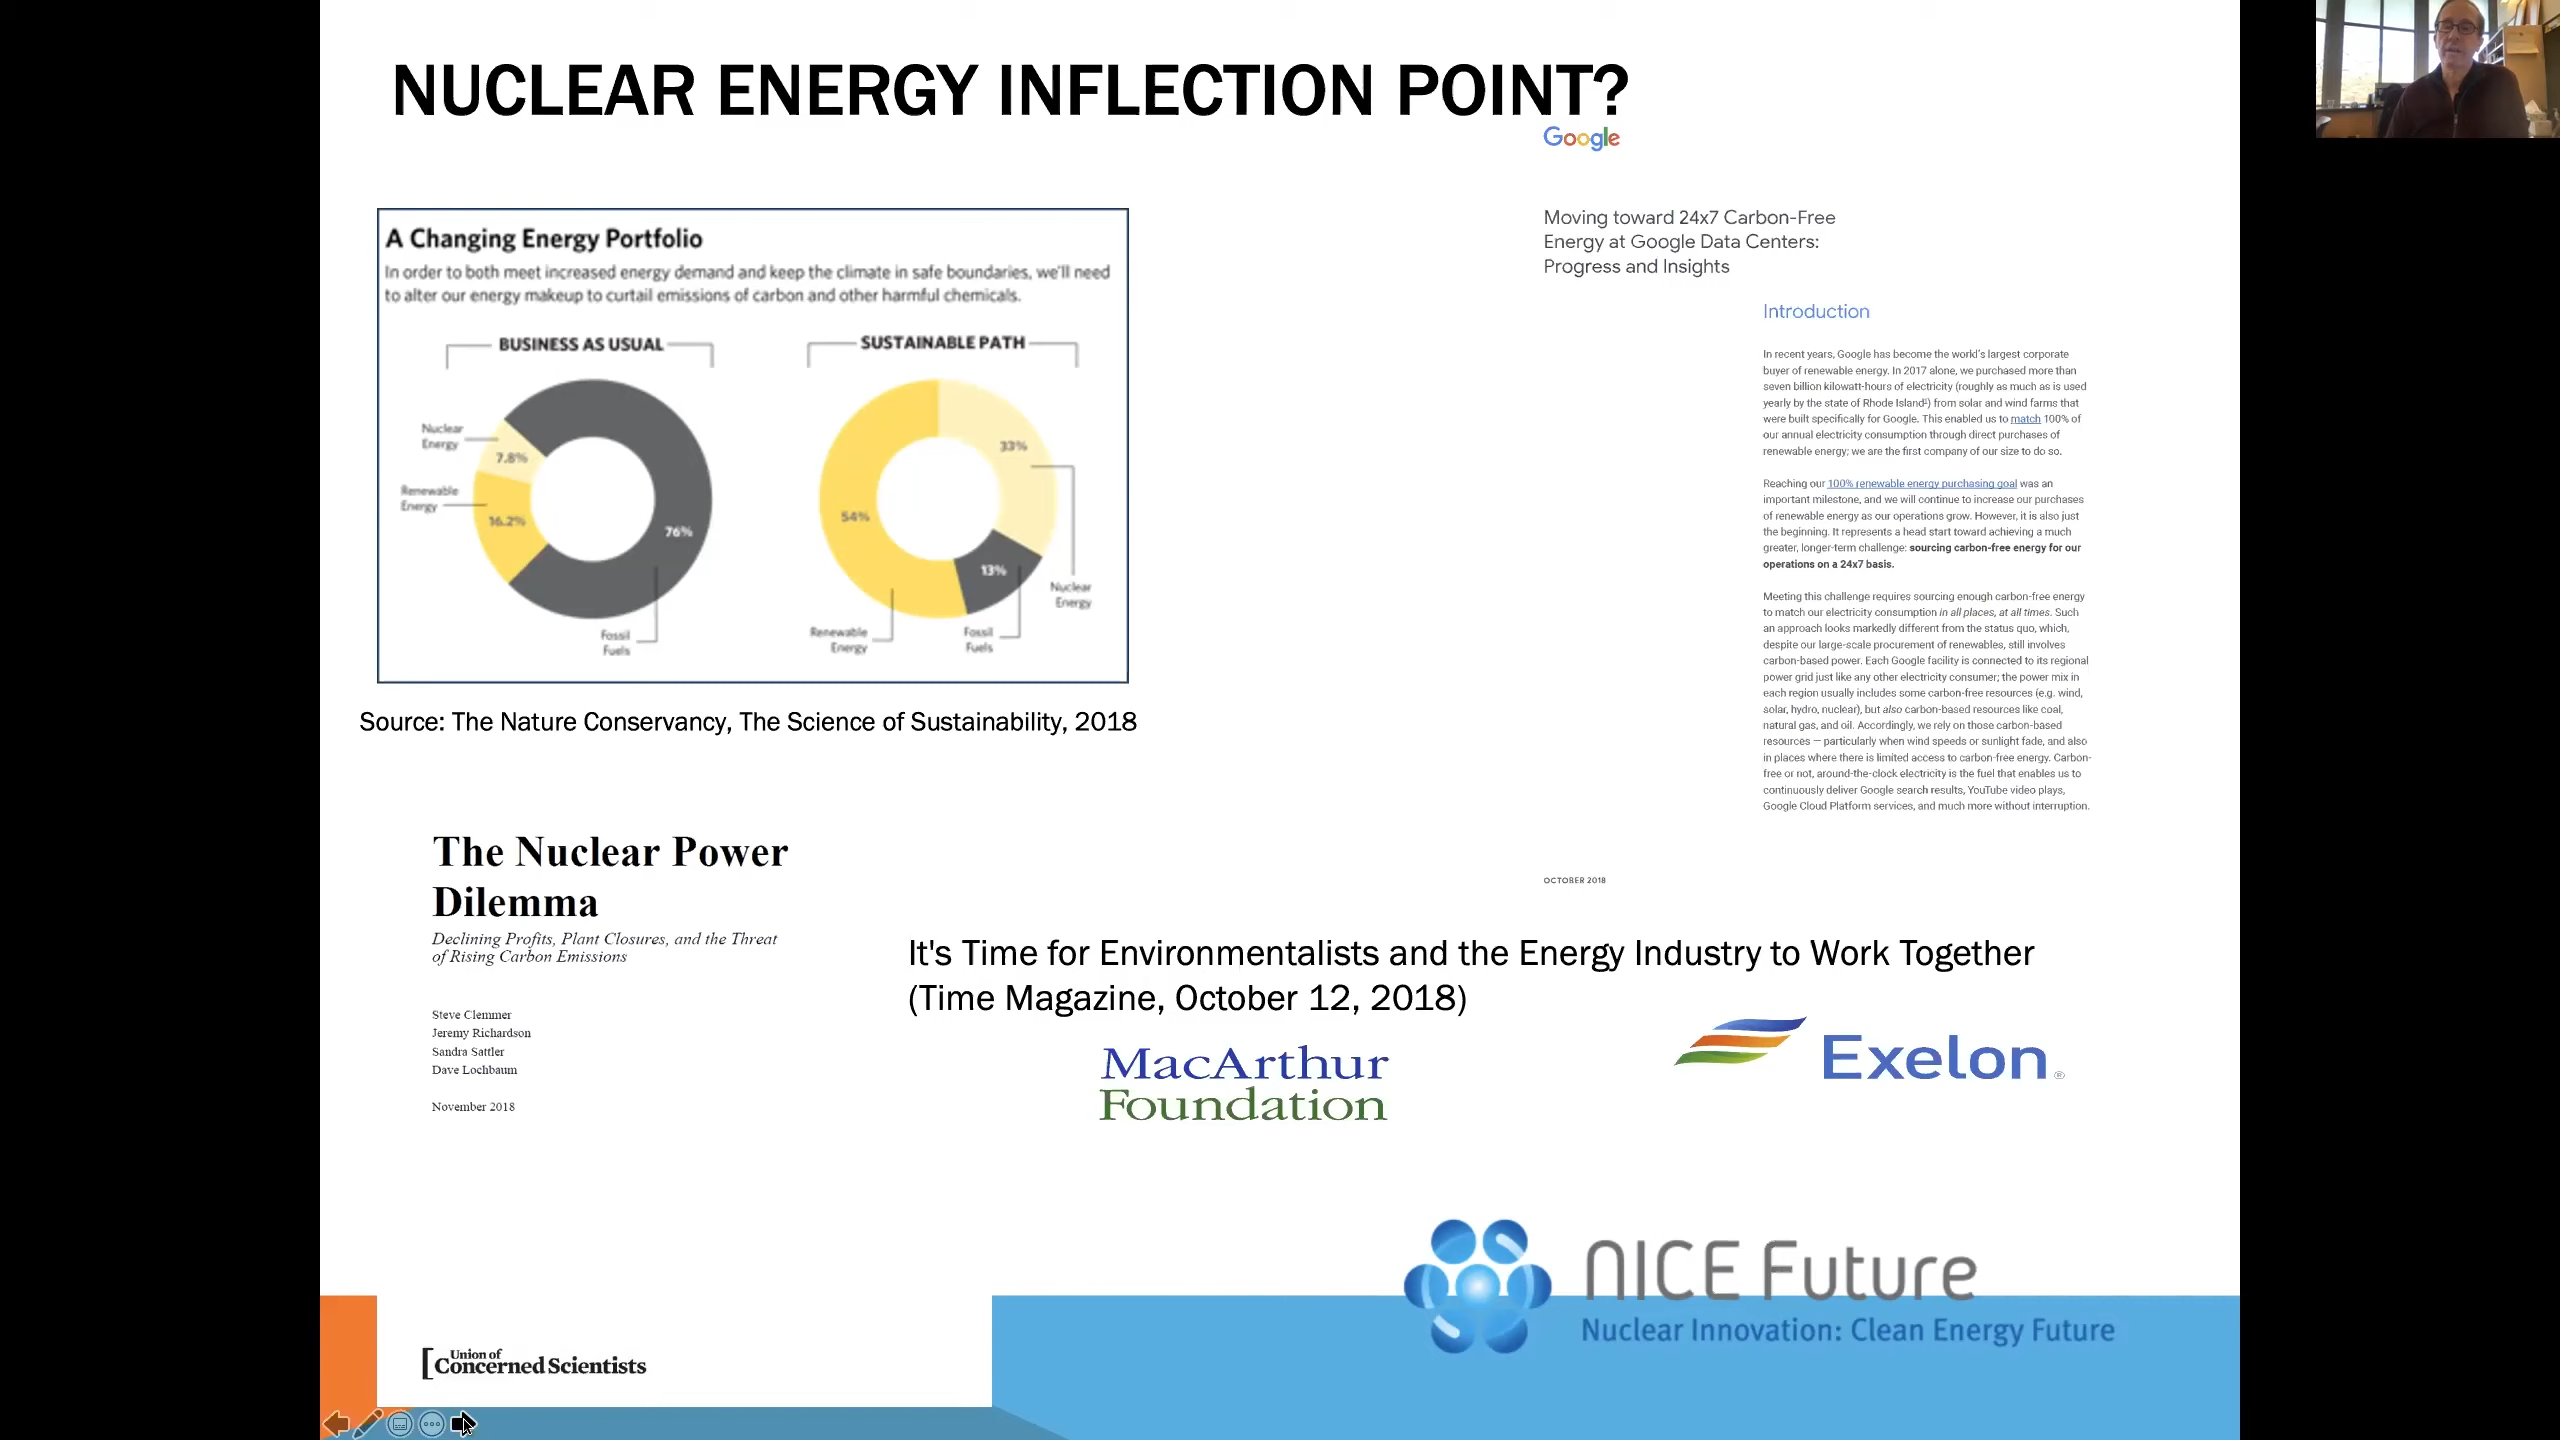 NUCLEAR ENERGY INFLECTION POINT?
Google
A Changing Energy Portfolio
In order to both meet increased energy demand and keep the climate in safe boundaries, we'll need
to alter our energy makeup to curtail emissions of carbon and other harmful chemicals.
BUSINESS AS USUAL
Nuclear
Energy
7.8%
Renewable
Energy
16.2%
76%
Fossil
Fuels
SUSTAINABLE PATH
33%
54%
13%
Nuclear
Energy
Renewable
Energy
Fossil
Fuels
Source: The Nature Conservancy, The Science of Sustainability, 2018
Moving toward 24x7 Carbon-Free
Energy at Google Data Centers:
Progress and Insights
Introduction
In recent years, Google has become the world's largest corporate
buyer of renewable energy. In 2017 alone, we purchased more than
seven billion kilowatt-hours of electricity (roughly as much as is used
yearly by the state of Rhode Island¹) from solar and wind farms that
were built specifically for Google. This enabled us to match 100% of
our annual electricity consumption through direct purchases of
renewable energy; we are the first company of our size to do so.
Reaching our 100% renewable energy purchasing goal was an
important milestone, and we will continue to increase our purchases
of renewable energy as our operations grow. However, it is also just
the beginning. It represents a head start toward achieving a much
greater, longer-term challenge: sourcing carbon-free energy for our
operations on a 24x7 basis.
Meeting this challenge requires sourcing enough carbon-free energy
to match our electricity consumption in all places, at all times. Such
an approach looks markedly different from the status quo, which,
despite our large-scale procurement of renewables, still involves
carbon-based power. Each Google facility is connected to its regional
power grid just like any other electricity consumer; the power mix in
each region usually includes some carbon-free resources (e.g. wind,
solar, hydro, nuclear), but also carbon-based resources like coal,
natural gas, and oil. Accordingly, we rely on those carbon-based
resources — particularly when wind speeds or sunlight fade, and also
in places where there is limited access to carbon-free energy. Carbon-
free or not, around-the-clock electricity is the fuel that enables us to
continuously deliver Google search results, YouTube video plays,
Google Cloud Platform services, and much more without interruption.
OCTOBER 2018
The Nuclear Power
Dilemma
Declining Profits, Plant Closures, and the Threat
of Rising Carbon Emissions
Steve Clemmer
Jeremy Richardson
Sandra Sattler
Dave Lochbaum
November 2018
It's Time for Environmentalists and the Energy Industry to Work Together
(Time Magazine, October 12, 2018)
MacArthur
Foundation
Exelon®
NICE Future
Nuclear Innovation: Clean Energy Future
Union of
Concerned Scientists